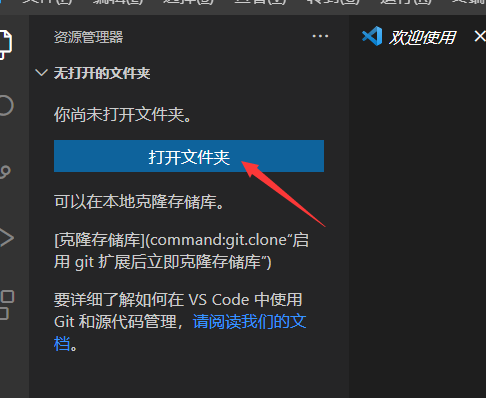 资源管理器
···
欢迎使用
无打开的文件夹
你尚未打开文件夹。
打开文件夹
可以在本地克隆存储库。
[克隆存储库](command:git.clone“启
用 git 扩展后立即克隆存储库”)
要详细了解如何在 VS Code 中使用
Git 和源代码管理，请阅读我们的文
档。